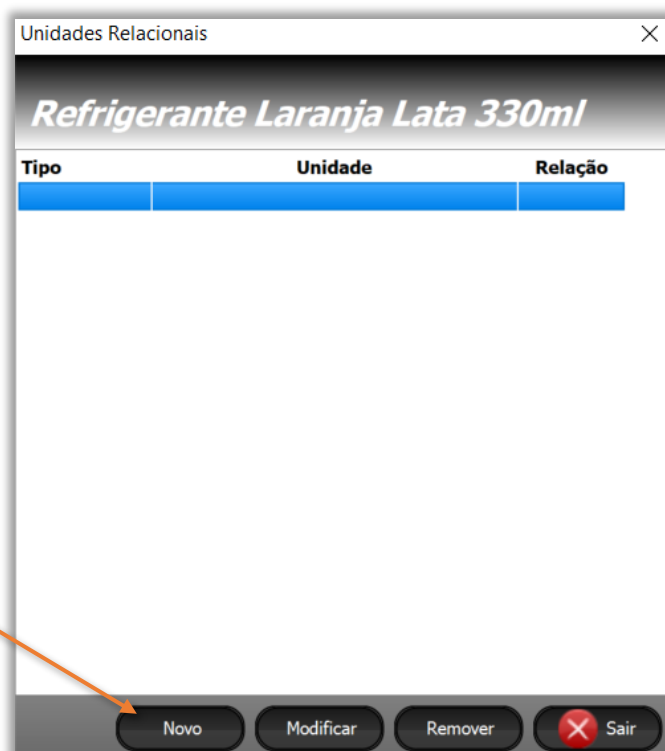 Unidades Relacionais
Refrigerante Laranja Lata 330ml
Tipo Unidade Relação
Novo Modificar Remover Sair